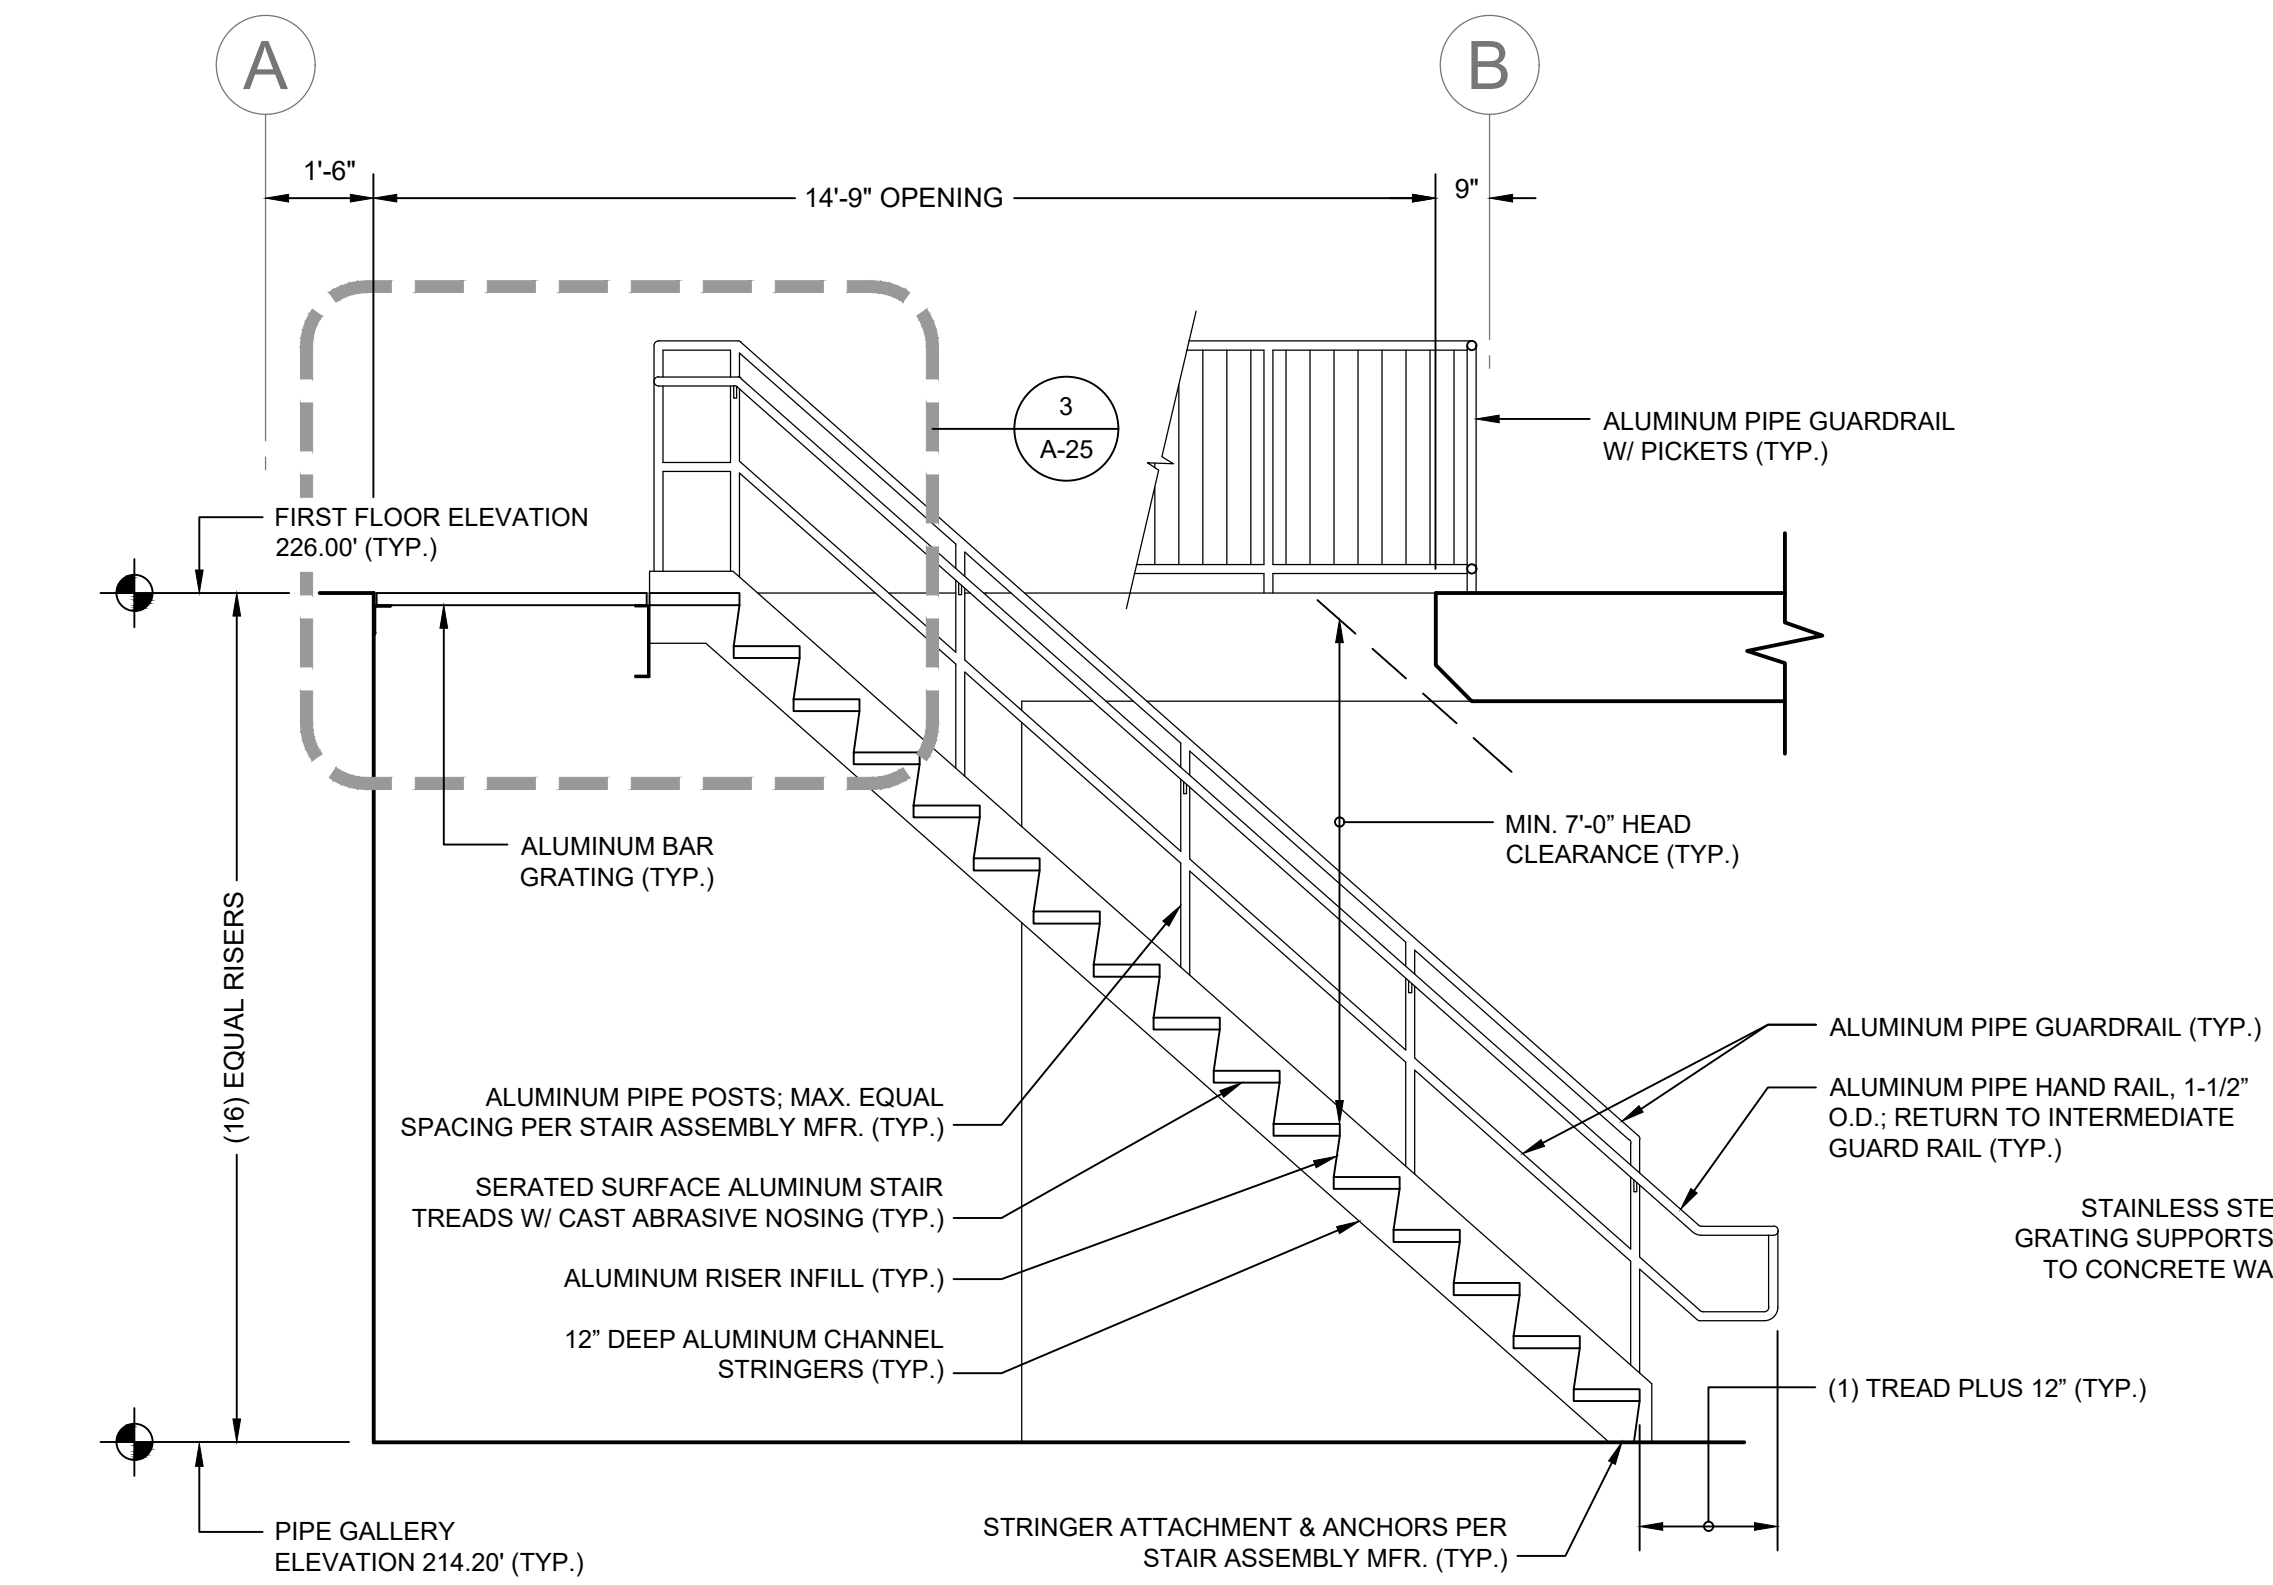 A
B
1'-6"
14'-9" OPENING
9"
3
A-25
ALUMINUM PIPE GUARDRAIL
W/ PICKETS (TYP.)
FIRST FLOOR ELEVATION
226.00' (TYP.)
ALUMINUM BAR
GRATING (TYP.)
MIN. 7'-0” HEAD
CLEARANCE (TYP.)
(16) EQUAL RISERS
ALUMINUM PIPE GUARDRAIL (TYP.)
ALUMINUM PIPE HAND RAIL, 1-1/2”
O.D.; RETURN TO INTERMEDIATE
GUARD RAIL (TYP.)
ALUMINUM PIPE POSTS; MAX. EQUAL
SPACING PER STAIR ASSEMBLY MFR. (TYP.)
SERATED SURFACE ALUMINUM STAIR
TREADS W/ CAST ABRASIVE NOSING (TYP.)
STAINLESS STE
GRATING SUPPORTS
TO CONCRETE WA
ALUMINUM RISER INFILL (TYP.)
12” DEEP ALUMINUM CHANNEL
STRINGERS (TYP.)
(1) TREAD PLUS 12” (TYP.)
PIPE GALLERY
ELEVATION 214.20' (TYP.)
STRINGER ATTACHMENT & ANCHORS PER
STAIR ASSEMBLY MFR. (TYP.)